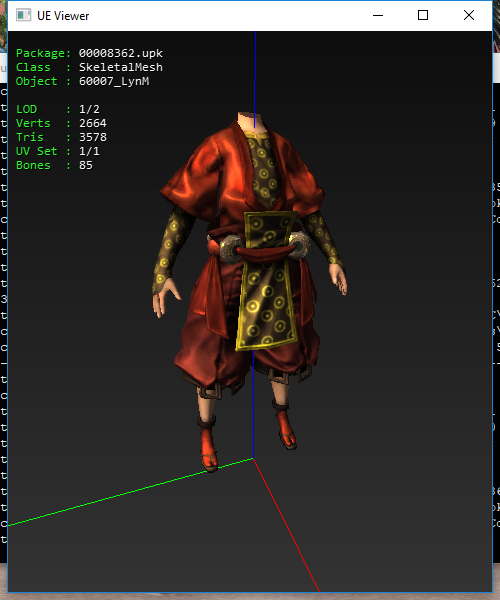 UE Viewer
Package: 00008362.upk
Class : SkeletalMesh
Object : 60007_LynM
LOD : 1/2
Verts : 2664
Tris : 3578
UV Set : 1/1
Bones : 85